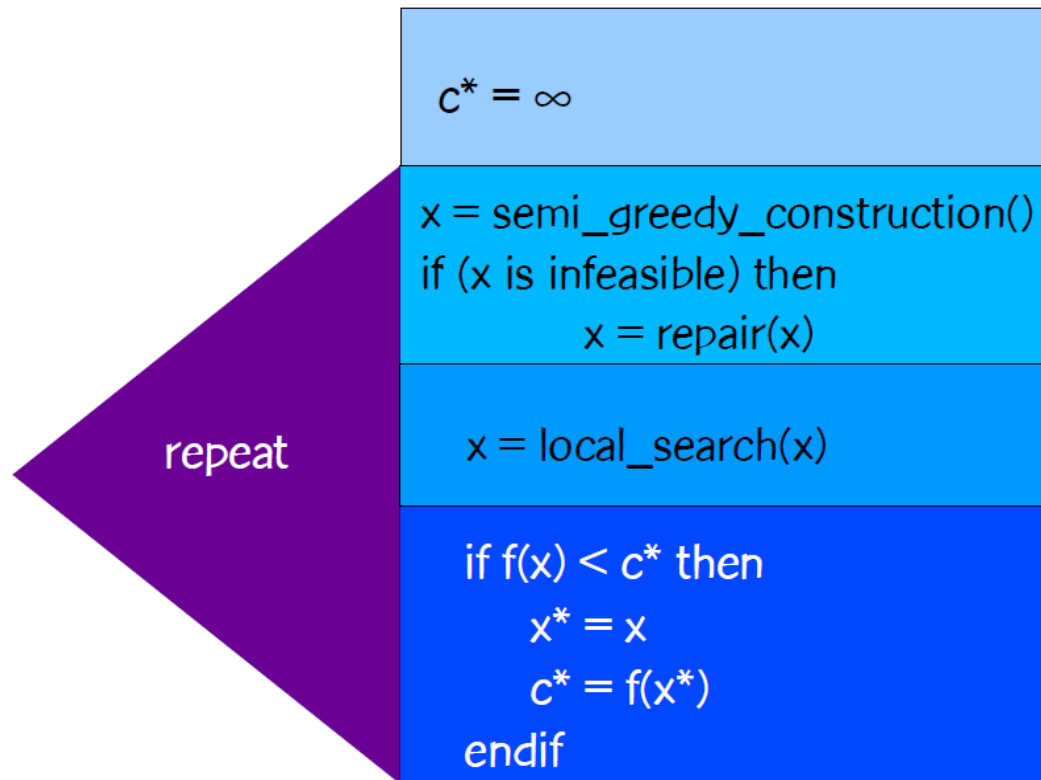 c* = ∞
x = semi_greedy_construction()
if (x is infeasible) then
x = repair(x)
repeat
x = local_search(x)
if f(x) < c* then
x* = x
c* = f(x*)
endif